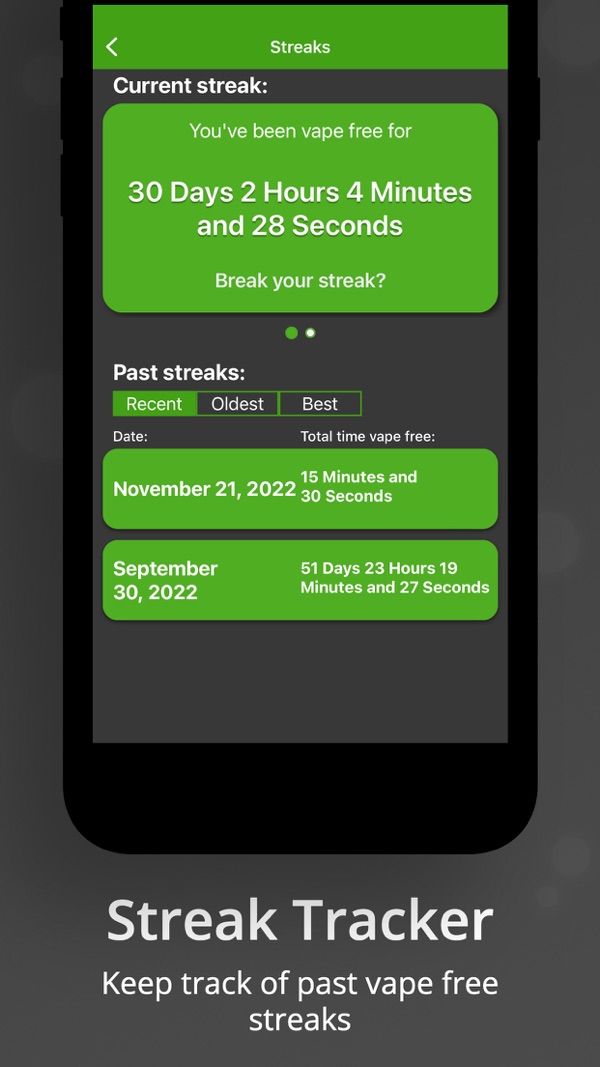 Streaks
Current streak:
You've been vape free for
30 Days 2 Hours 4 Minutes
and 28 Seconds
Break your streak?
Past streaks:
Recent Oldest Best
Date: Total time vape free:
November 21, 2022 15 Minutes and
30 Seconds
September
30, 2022
51 Days 23 Hours 19
Minutes and 27 Seconds
Streak Tracker
Keep track of past vape free
streaks